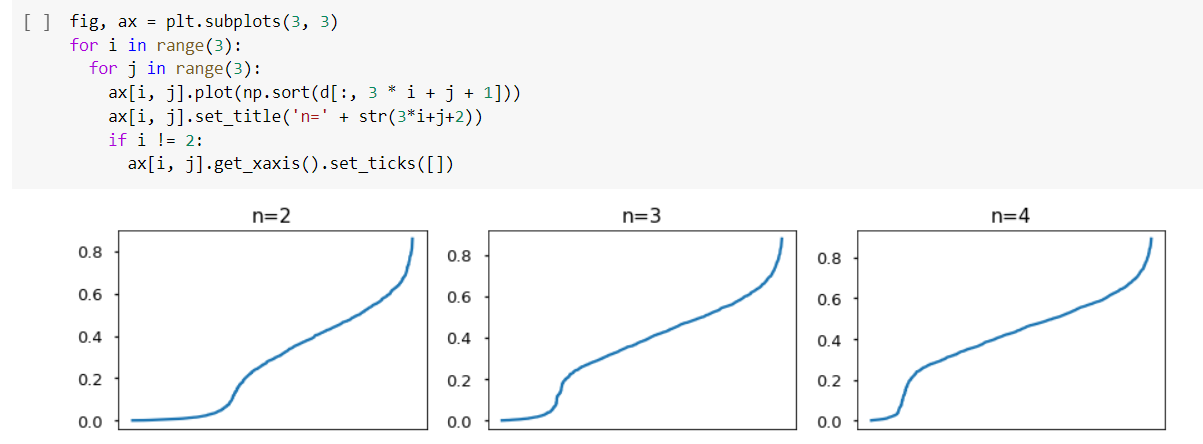 [ ] fig, ax = plt.subplots(3, 3)
for i in range(3):
for j in range(3):
ax[i, j].plot(np.sort(d[:, 3 * i + j + 1]))
ax[i, j].set_title('n=' + str(3*i+j+2))
if i != 2:
ax[i, j].get_xaxis().set_ticks([])
n=2 n=3 n=4
0.8 0.8 0.8
0.6 0.6 0.6
0.4 0.4 0.4
0.2 0.2 0.2
0.0 0.0 0.0